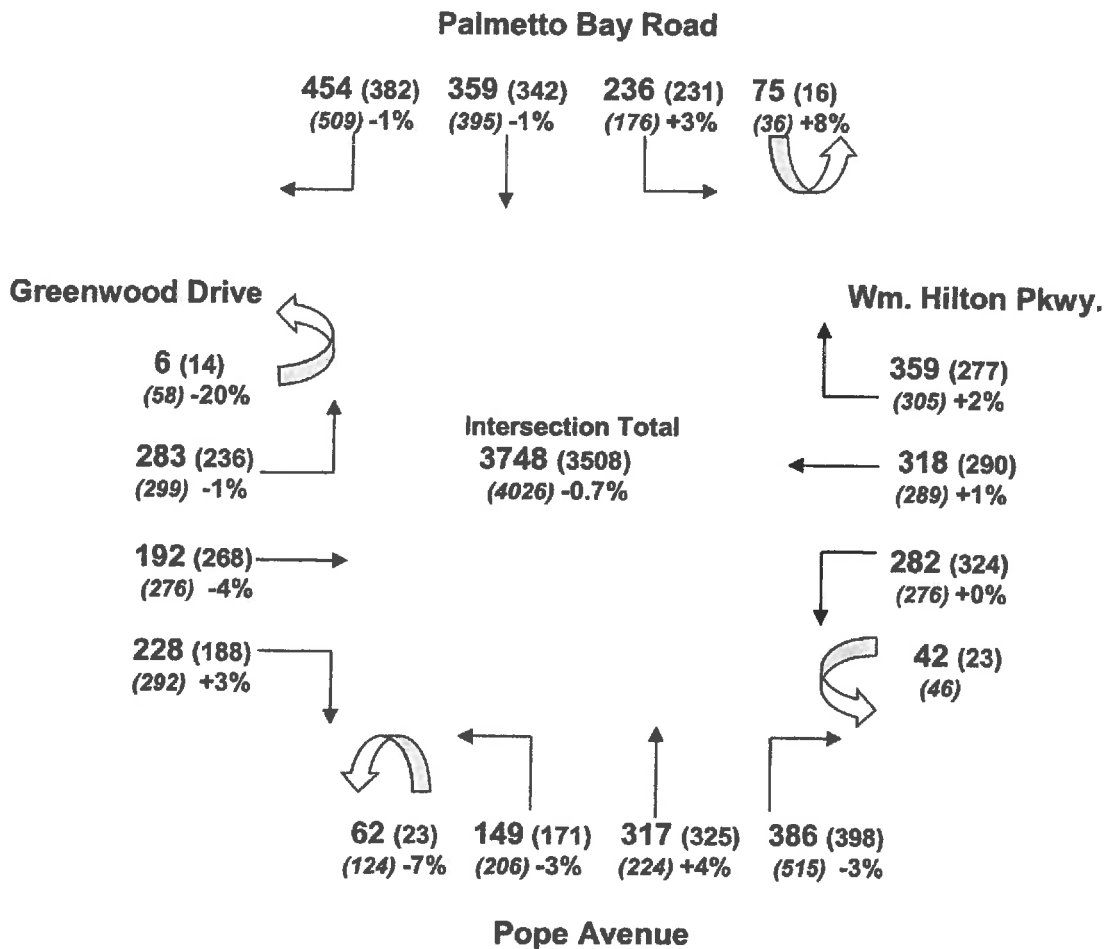 Palmetto Bay Road
454 (382) 359 (342) 236 (231) 75 (16)
(509) -1% (395) -1% (176) +3% (36) +8%
Greenwood Drive
Wm. Hilton Pkwy.
6 (14)
(58) -20%
359 (277)
(305) +2%
Intersection Total
3748 (3508)
(4026) -0.7%
283 (236)
(299) -1%
318 (290)
(289) +1%
192 (268)
(276) -4%
282 (324)
(276) +0%
228 (188)
(292) +3%
42 (23)
(46)
62 (23) 149 (171) 317 (325) 386 (398)
(124) -7% (206) -3% (224) +4% (515) -3%
Pope Avenue